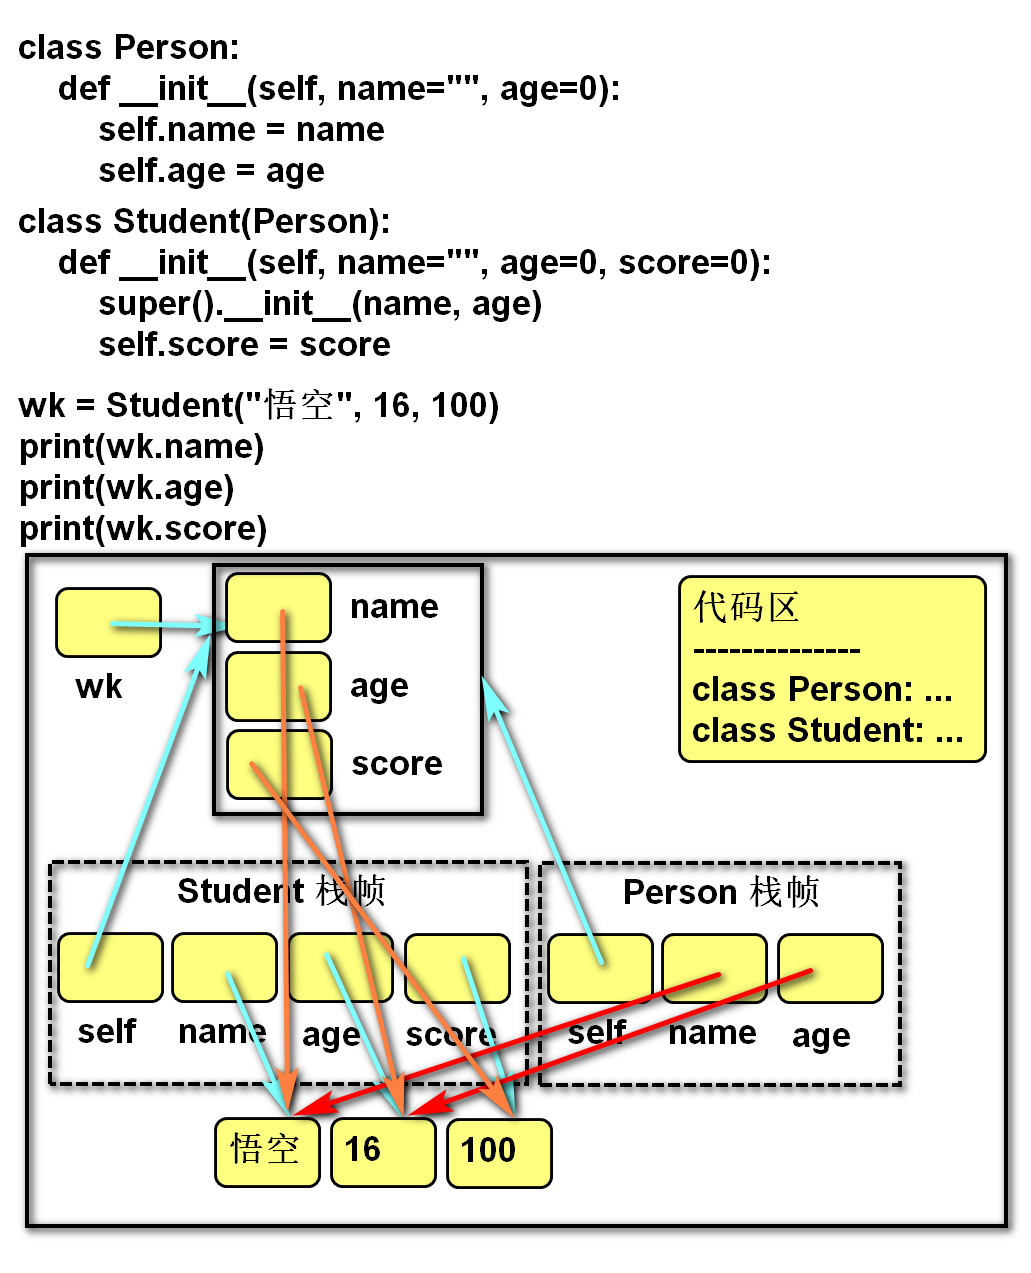 class Person:
    def __init__(self, name="", age=0):
        self.name = name
        self.age = age
class Student(Person):
    def __init__(self, name="", age=0, score=0):
        super().__init__(name, age)
        self.score = score
wk = Student("悟空", 16, 100)
print(wk.name)
print(wk.age)
print(wk.score)
name
代码区
--------------
wk
age
class Person: ...
class Student: ...
score
Student 栈帧
Person 栈帧
self name age score
self name age
悟空 16 100